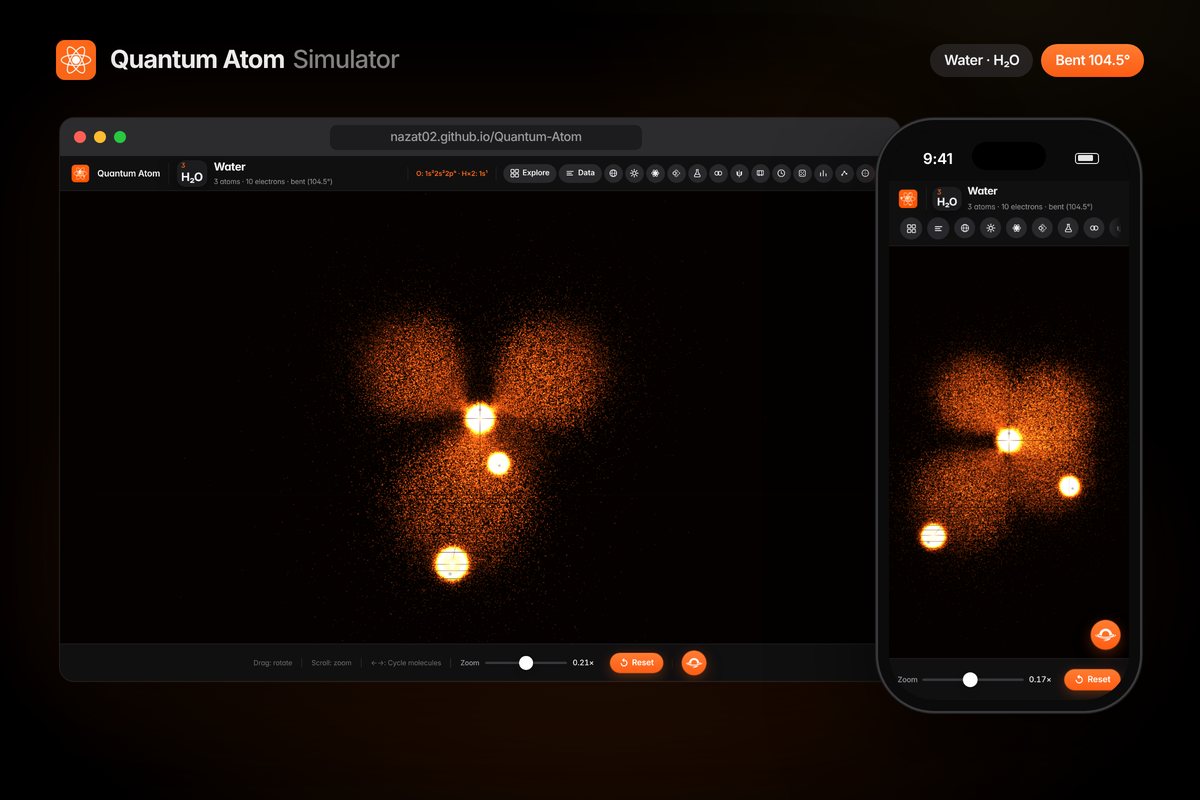 Quantum Atom Simulator
Water · H₂O
Bent 104.5°
nazat02.github.io/Quantum-Atom
Quantum Atom
3
H₂O
Water
3 atoms · 10 electrons · bent (104.5°)
O: 1s²2s²2p⁴ · H×2: 1s¹
Explore
Data
Drag: rotate
Scroll: zoom
←→: Cycle molecules
Zoom
0.21×
Reset
9:41
3
H₂O
Water
3 atoms · 10 electrons · bent (104.5°)
Zoom
0.17×
Reset